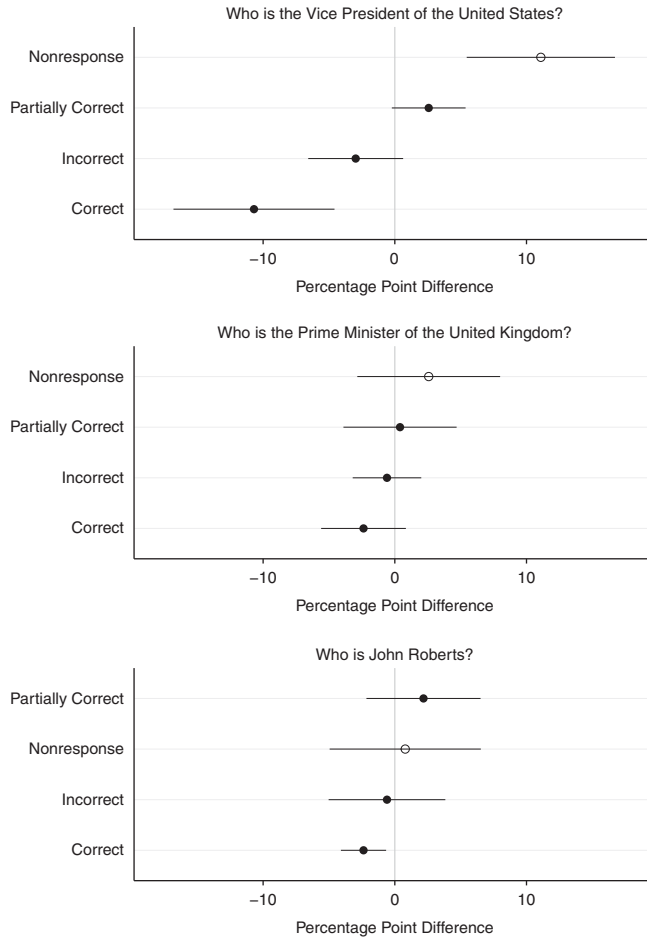 Who is the Vice President of the United States?
Nonresponse
Partially Correct
Incorrect
Correct
−10 0 10
Percentage Point Difference
Who is the Prime Minister of the United Kingdom?
Nonresponse
Partially Correct
Incorrect
Correct
−10 0 10
Percentage Point Difference
Who is John Roberts?
Partially Correct
Nonresponse
Incorrect
Correct
−10 0 10
Percentage Point Difference